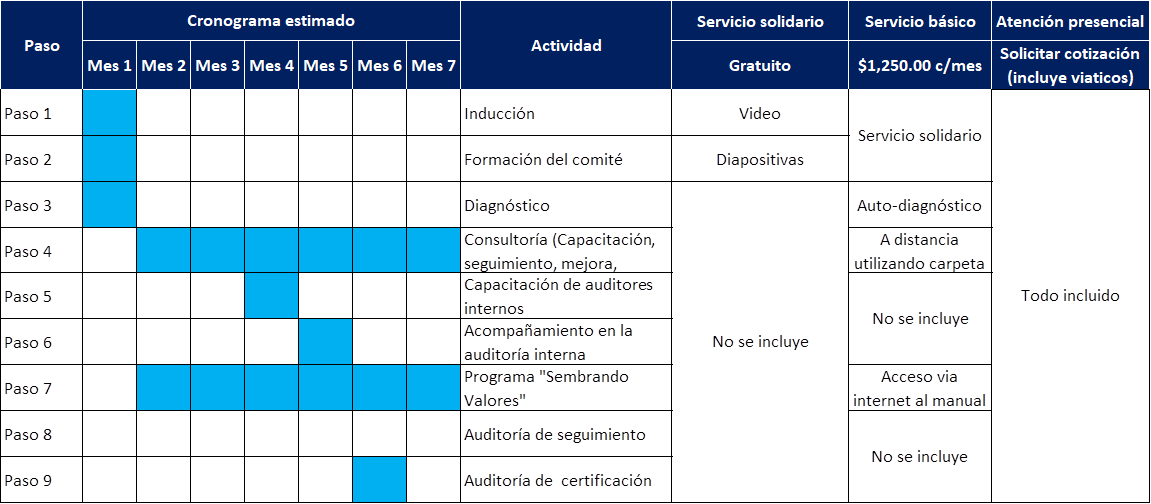 Paso
Cronograma estimado
Mes 1 Mes 2 Mes 3 Mes 4 Mes 5 Mes 6 Mes 7
Actividad
Servicio solidario
Gratuito
Servicio básico
$1,250.00 c/mes
Atención presencial
Solicitar cotización
(incluye viaticos)
Paso 1
Inducción
Video
Servicio solidario
Todo incluido
Paso 2
Formación del comité
Diapositivas
Paso 3
Diagnóstico
No se incluye
Auto-diagnóstico
Paso 4
Consultoría (Capacitación,
seguimiento, mejora,
A distancia
utilizando carpeta
Paso 5
Capacitación de auditores
internos
No se incluye
Paso 6
Acompañamiento en la
auditoría interna
Paso 7
Programa "Sembrando
Valores"
Acceso via
internet al manual
Paso 8
Auditoría de seguimiento
No se incluye
Paso 9
Auditoría de  certificación